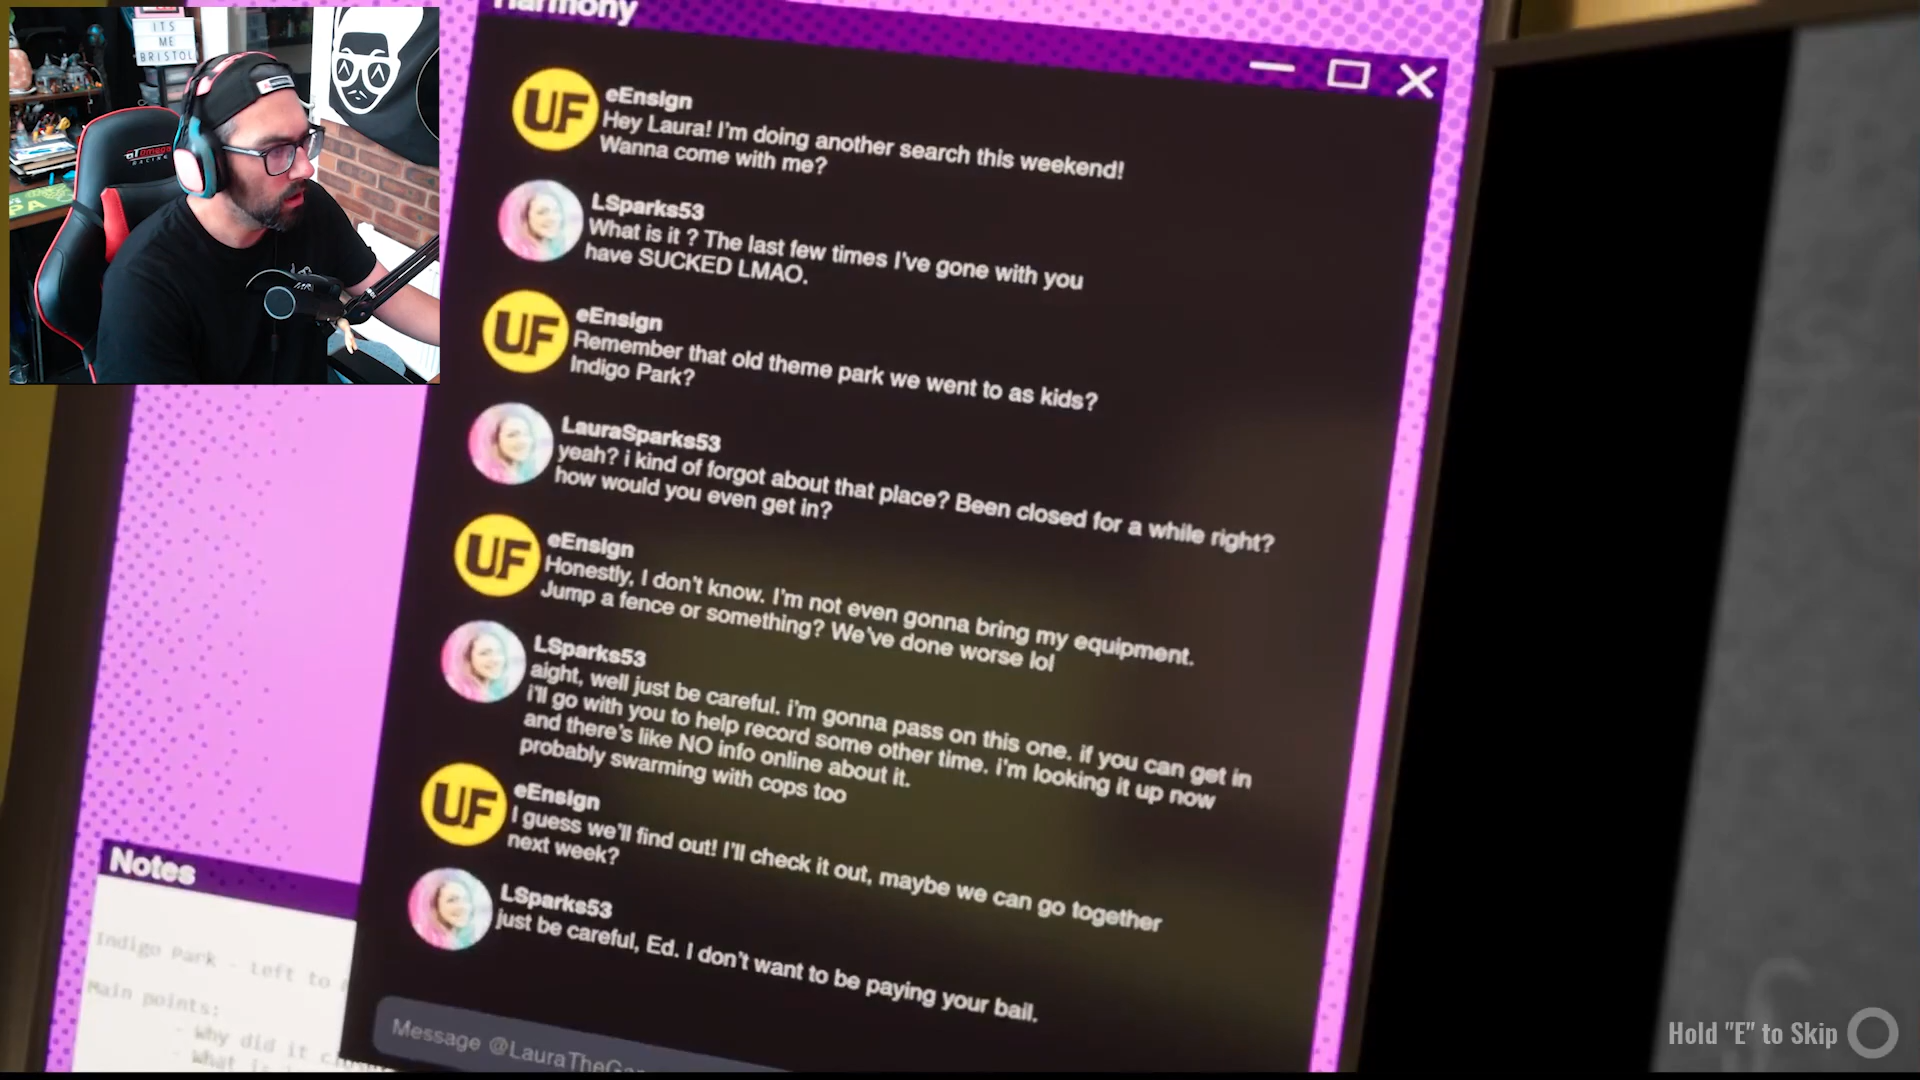 ITS
ME
BRISTOL
Harmony
UF
eEnsign
Hey Laura! I'm doing another search this weekend!
Wanna come with me?
LSparks53
What is it ? The last few times I've gone with you
have SUCKED LMAO.
UF
eEnsign
Remember that old theme park we went to as kids?
Indigo Park?
LauraSparks53
yeah? i kind of forgot about that place? Been closed for a while right?
how would you even get in?
UF
eEnsign
Honestly, I don't know. I'm not even gonna bring my equipment.
Jump a fence or something? We've done worse lol
LSparks53
aight, well just be careful. i'm gonna pass on this one. if you can get in
i'll go with you to help record some other time. i'm looking it up now
and there's like NO info online about it.
probably swarming with cops too
UF
eEnsign
I guess we'll find out! I'll check it out, maybe we can go together
next week?
LSparks53
just be careful, Ed. I don't want to be paying your bail.
Message @LauraTheGa
Notes
Indigo Park - Left to
Main points:
- Why did it
- What
Hold "E" to Skip